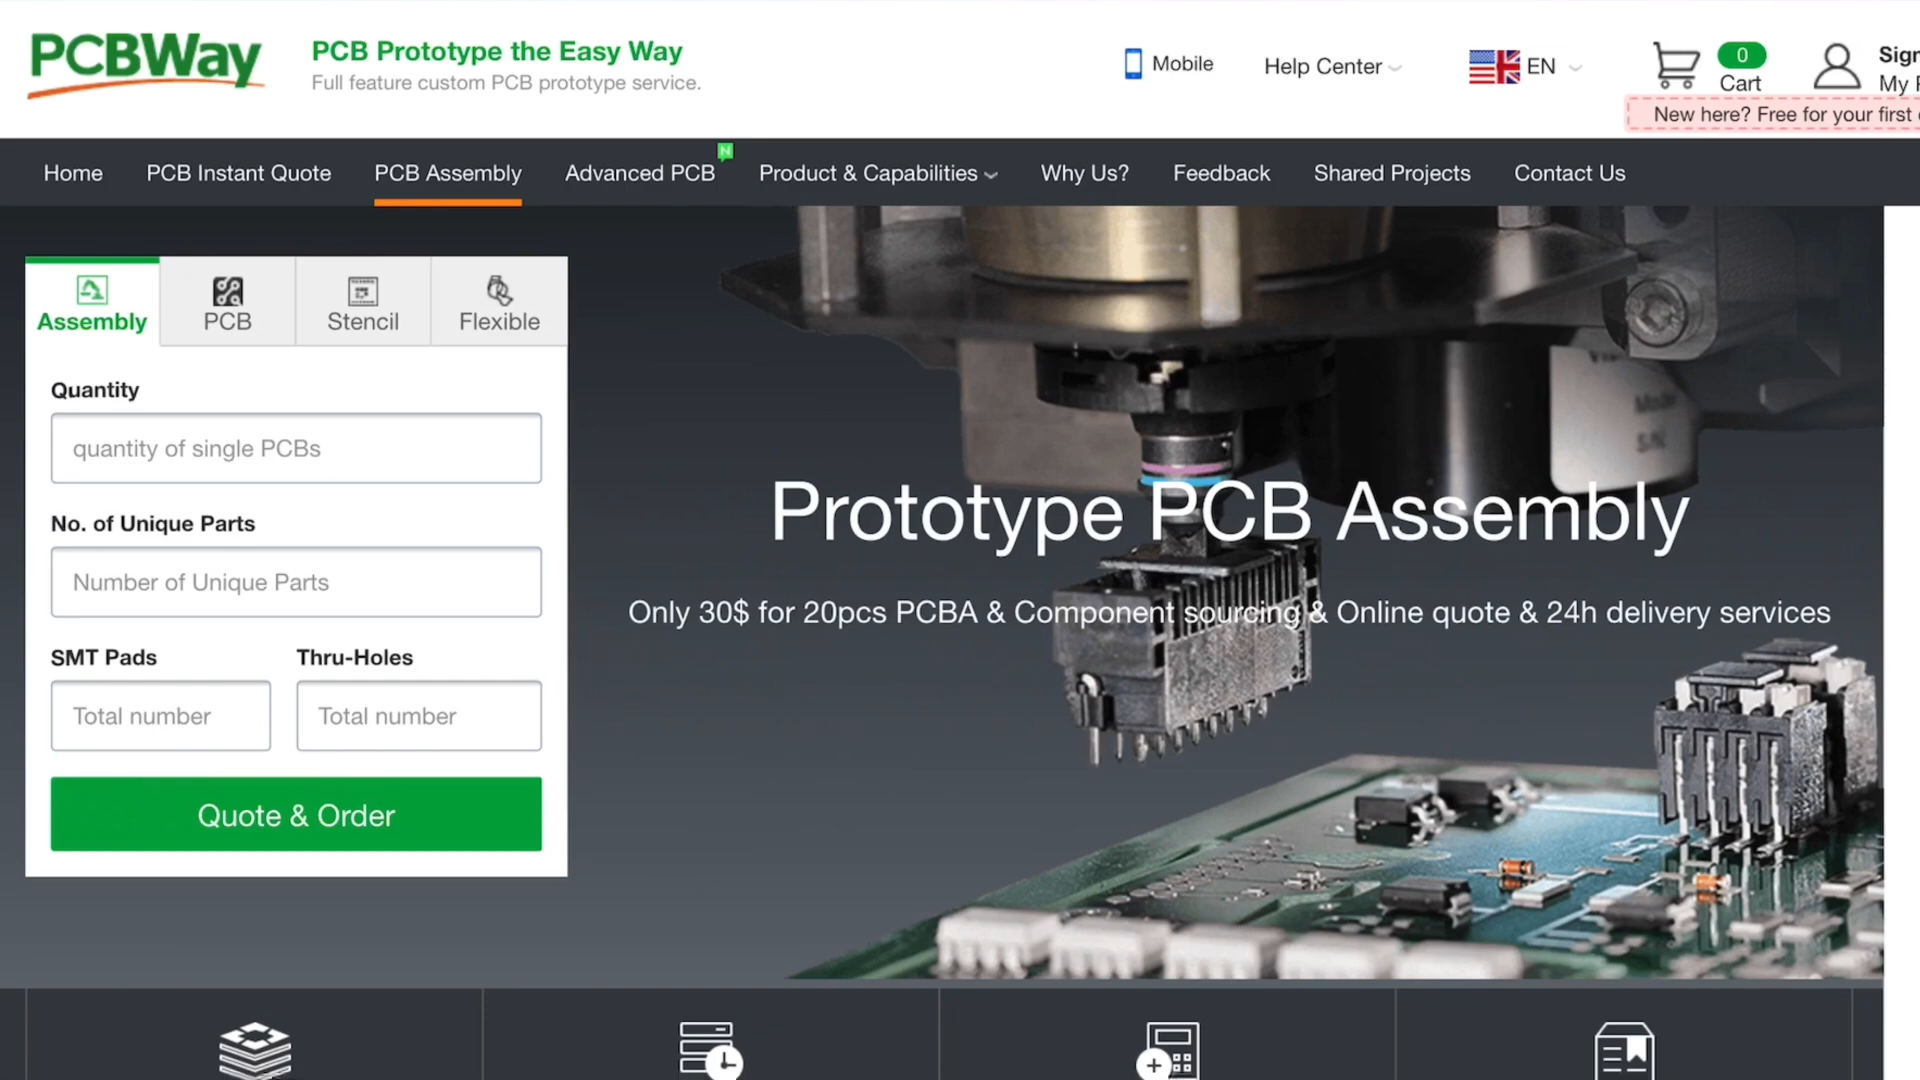 PCBWay
PCB Prototype the Easy Way
Full feature custom PCB prototype service.
Mobile
Help Center
EN
0
Cart
Sign
My
New here? Free for your first
Home
PCB Instant Quote
PCB Assembly
Advanced PCB
N
Product & Capabilities
Why Us?
Feedback
Shared Projects
Contact Us
Assembly
PCB
Stencil
Flexible
Quantity
quantity of single PCBs
No. of Unique Parts
Number of Unique Parts
SMT Pads
Thru-Holes
Total number
Total number
Quote & Order
Prototype PCB Assembly
Only 30$ for 20pcs PCBA & Component sourcing & Online quote & 24h delivery services